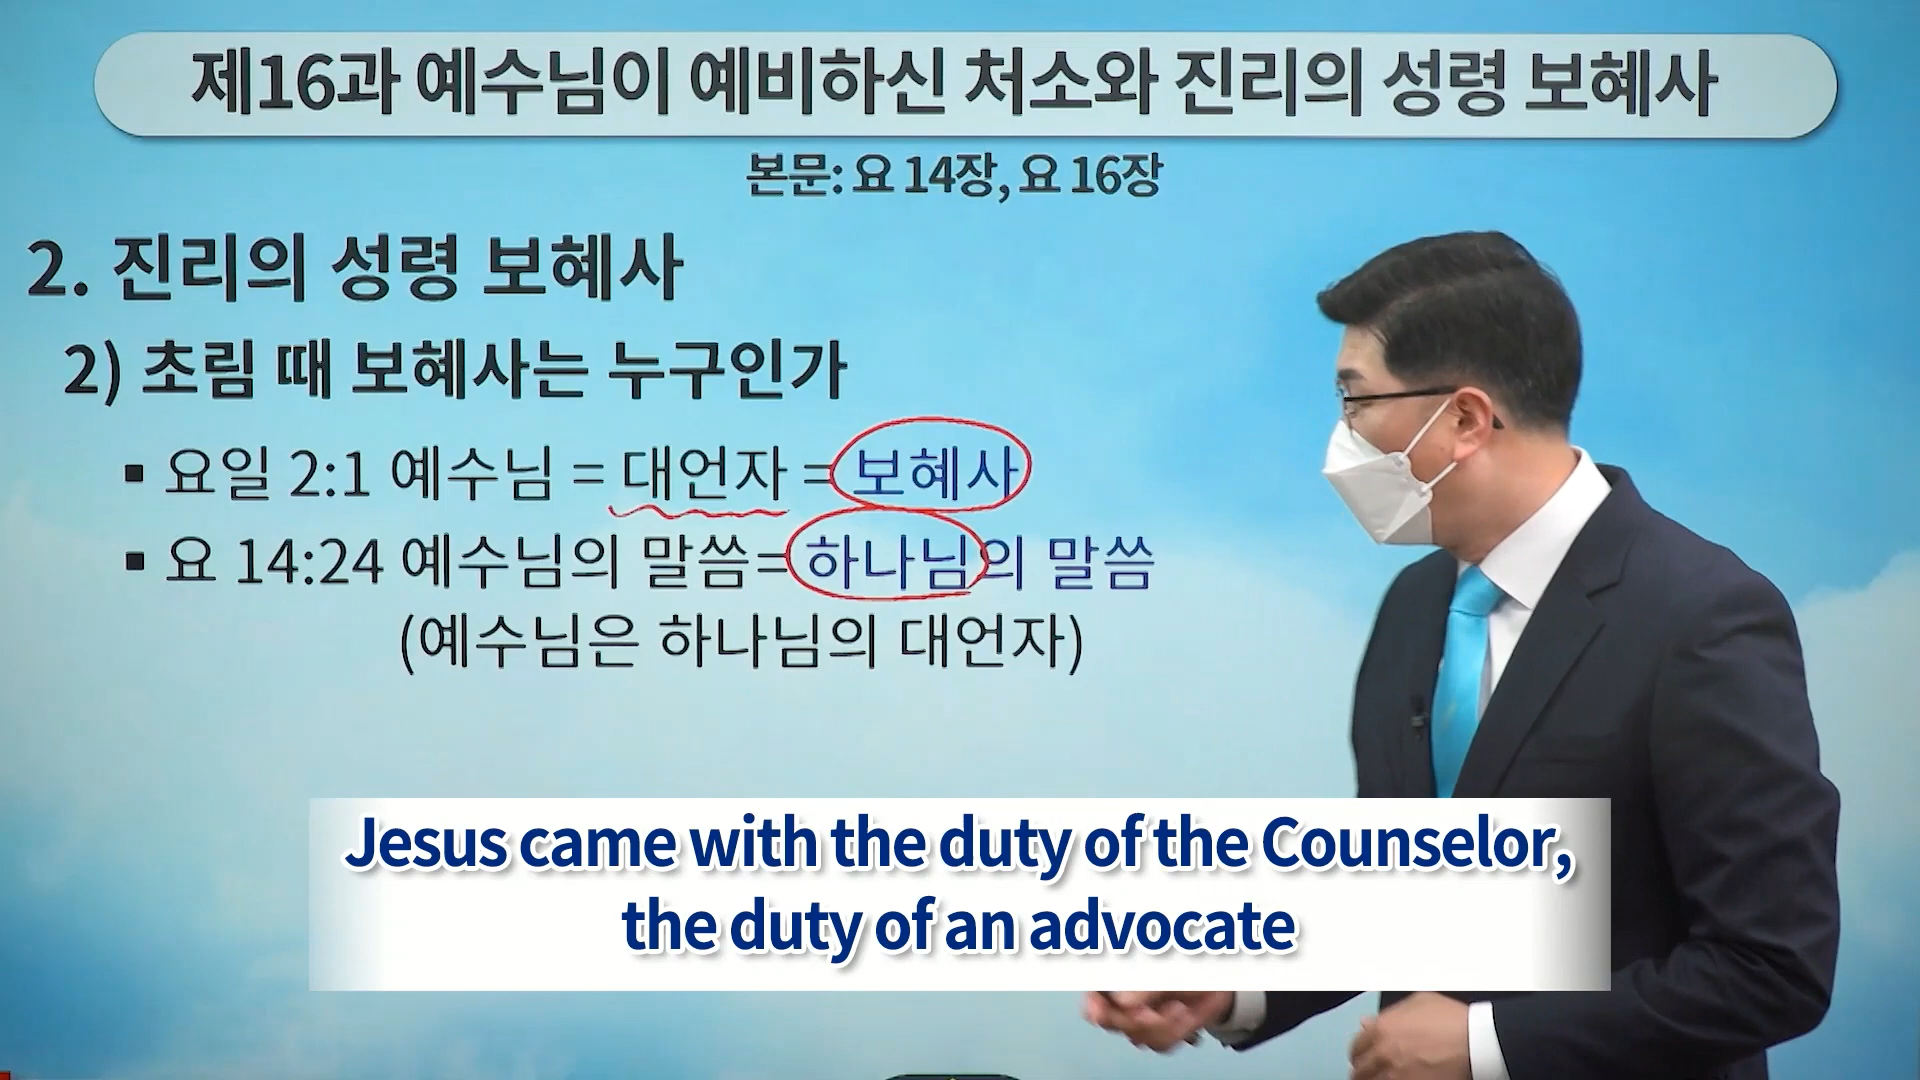 제16과 예수님이 예비하신 처소와 진리의 성령 보혜사
본문: 요 14장, 요 16장
2. 진리의 성령 보혜사
2) 초림 때 보혜사는 누구인가
▪ 요일 2:1 예수님 = 대언자 = 보혜사
▪ 요 14:24 예수님의 말씀= 하나님의 말씀
(예수님은 하나님의 대언자)
Jesus came with the duty of the Counselor,
the duty of an advocate